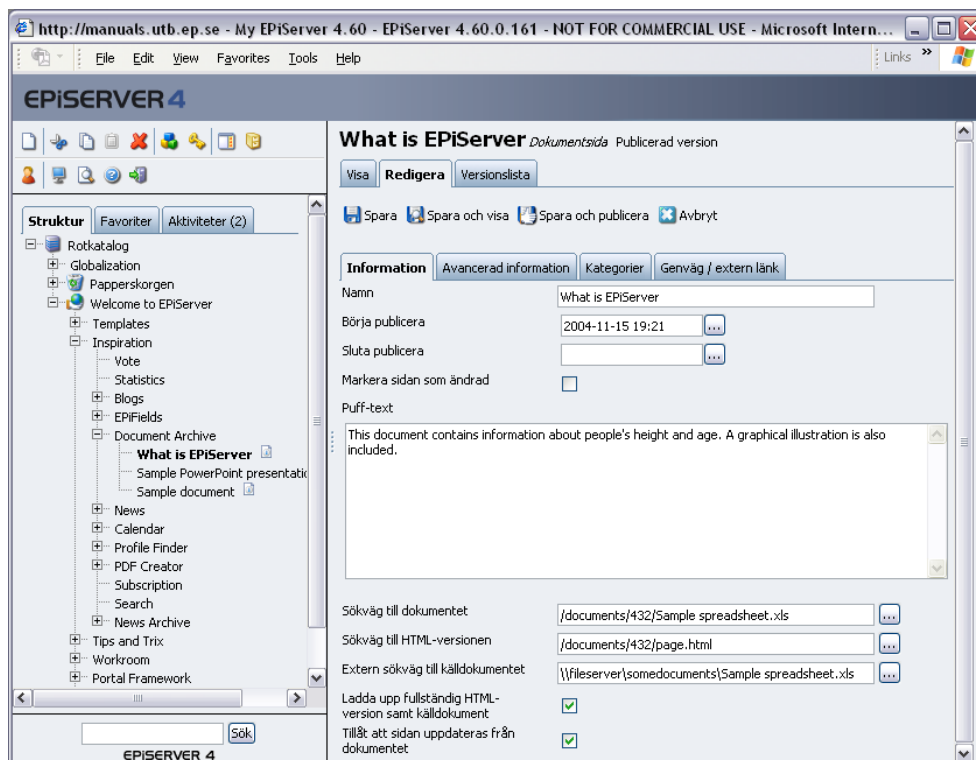 http://manuals.utb.ep.se - My EPiServer 4.60 - EPiServer 4.60.0.161 - NOT FOR COMMERCIAL USE - Microsoft Intern...
File Edit View Favorites Tools Help Links »
EPiSERVER 4
Struktur Favoriter Aktiviteter (2)
Rotkatalog
Globalization
Papperskorgen
Welcome to EPiServer
Templates
Inspiration
Vote
Statistics
Blogs
EPiFields
Document Archive
What is EPiServer
Sample PowerPoint presentatio
Sample document
News
Calendar
Profile Finder
PDF Creator
Subscription
Search
News Archive
Tips and Trix
Workroom
Portal Framework
Sök
EPiSERVER 4
What is EPiServer Dokumentsida Publicerad version
Visa Redigera Versionslista
Spara Spara och visa Spara och publicera Avbryt
Information Avancerad information Kategorier Genväg / extern länk
Namn What is EPiServer
Börja publicera 2004-11-15 19:21 ...
Sluta publicera ...
Markera sidan som ändrad
Puff-text
This document contains information about people's height and age. A graphical illustration is also
included.
Sökväg till dokumentet /documents/432/Sample spreadsheet.xls ...
Sökväg till HTML-versionen /documents/432/page.html ...
Extern sökväg till källdokumentet \\fileserver\somedocuments\Sample spreadsheet.xls ...
Ladda upp fullständig HTML-
version samt källdokument
Tillåt att sidan uppdateras från
dokumentet